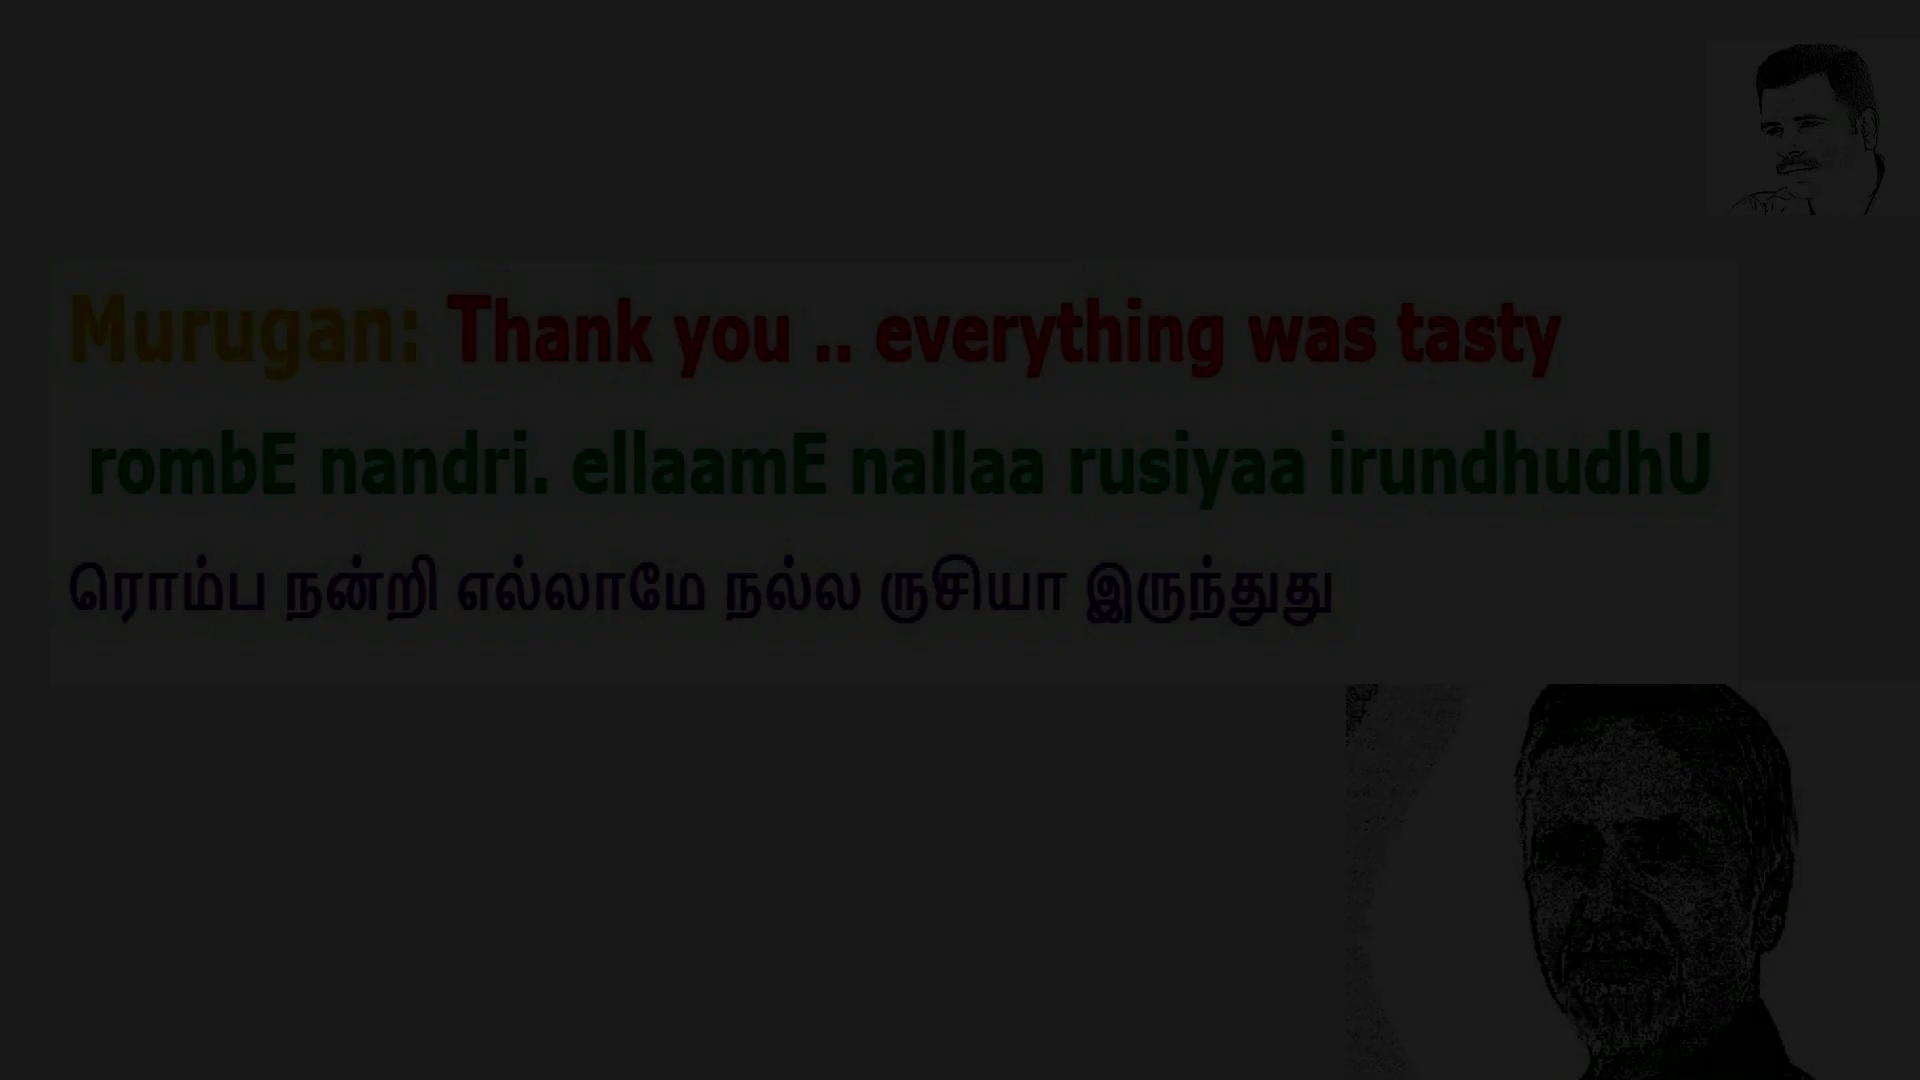 Murugan: Thank you .. everything was tasty
rombE nandri. ellaamE nallaa rusiyaa irundhudhU
ரொம்ப நன்றி எல்லாமே நல்ல ருசியா இருந்துது